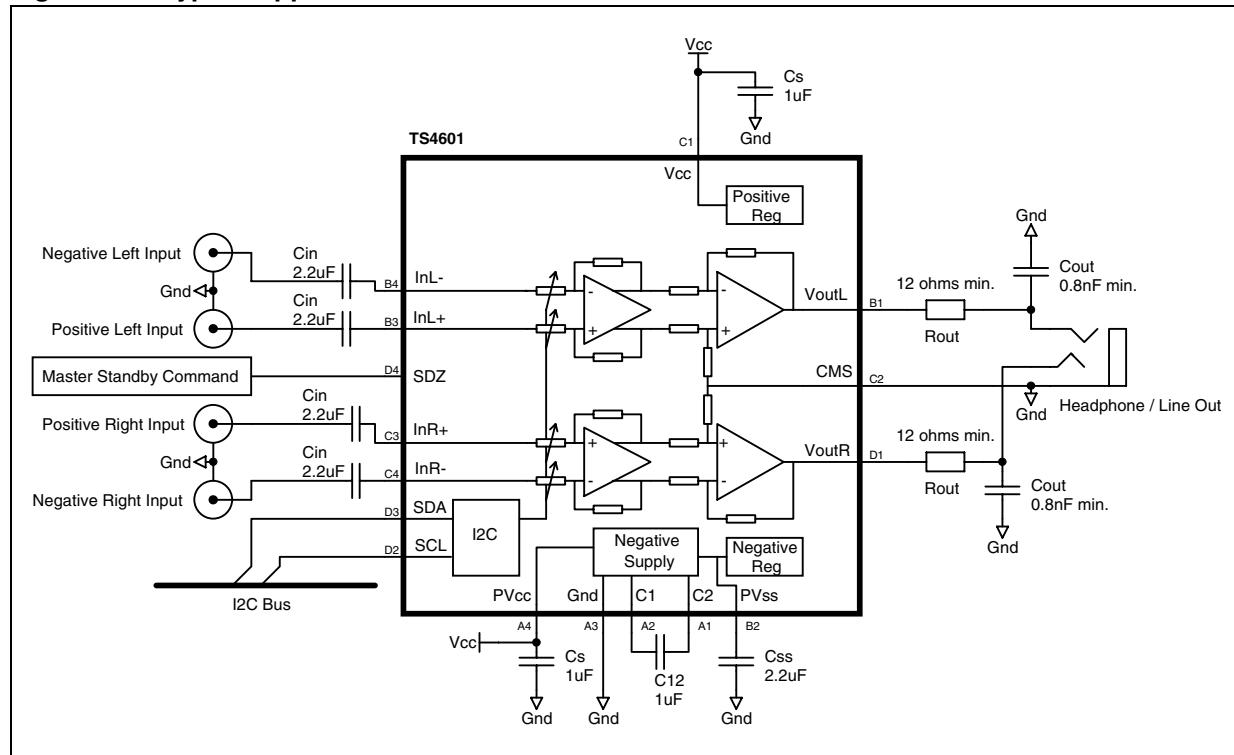 Vcc
Cs
1uF
Gnd
C1
TS4601
Vcc
Positive
Reg
Negative Left Input
Cin
2.2uF
B4
InL-
Gnd
Cin
2.2uF
Positive Left Input
B3
InL+
-
+
-
+
VoutL
B1
12 ohms min.
Rout
Gnd
Cout
0.8nF min.
Master Standby Command
D4
SDZ
CMS
C2
Gnd
Headphone / Line Out
Positive Right Input
Cin
2.2uF
C3
InR+
Gnd
Cin
2.2uF
Negative Right Input
C4
InR-
+
-
+
-
VoutR
D1
12 ohms min.
Rout
Cout
0.8nF min.
Gnd
D3
SDA
D2
SCL
I2C
I2C Bus
Negative
Supply
Negative
Reg
PVcc
Gnd
C1
C2
PVss
A4
A3
A2
A1
B2
Vcc
Cs
1uF
C12
1uF
Css
2.2uF
Gnd
Gnd
Gnd